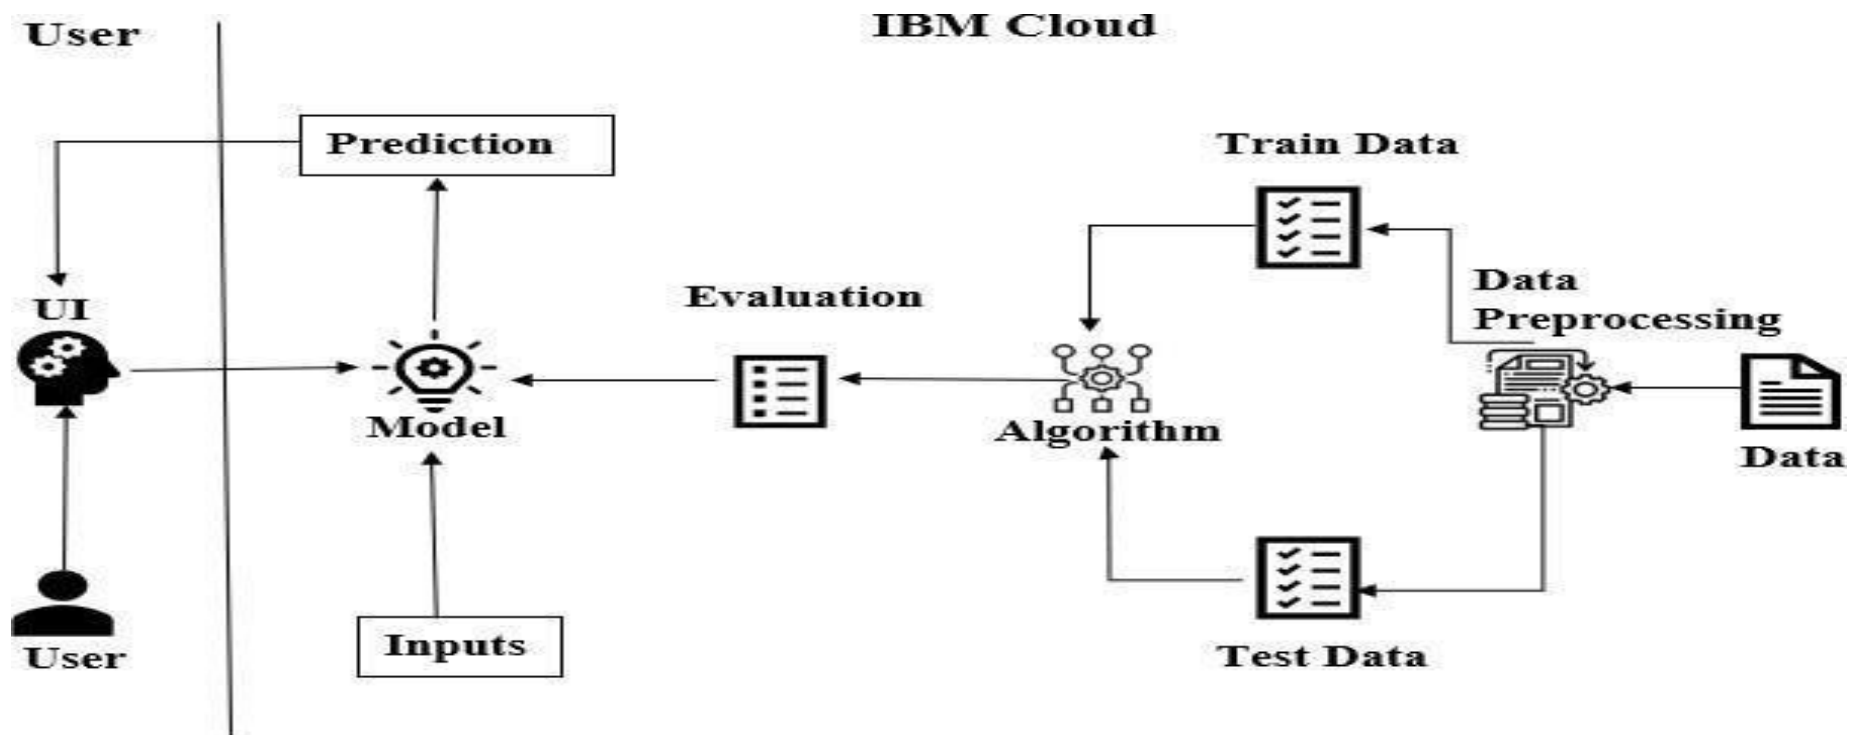 User
IBM Cloud
Prediction
Train Data
UI
Evaluation
Data
Preprocessing
Model
Algorithm
Data
Inputs
User
Test Data